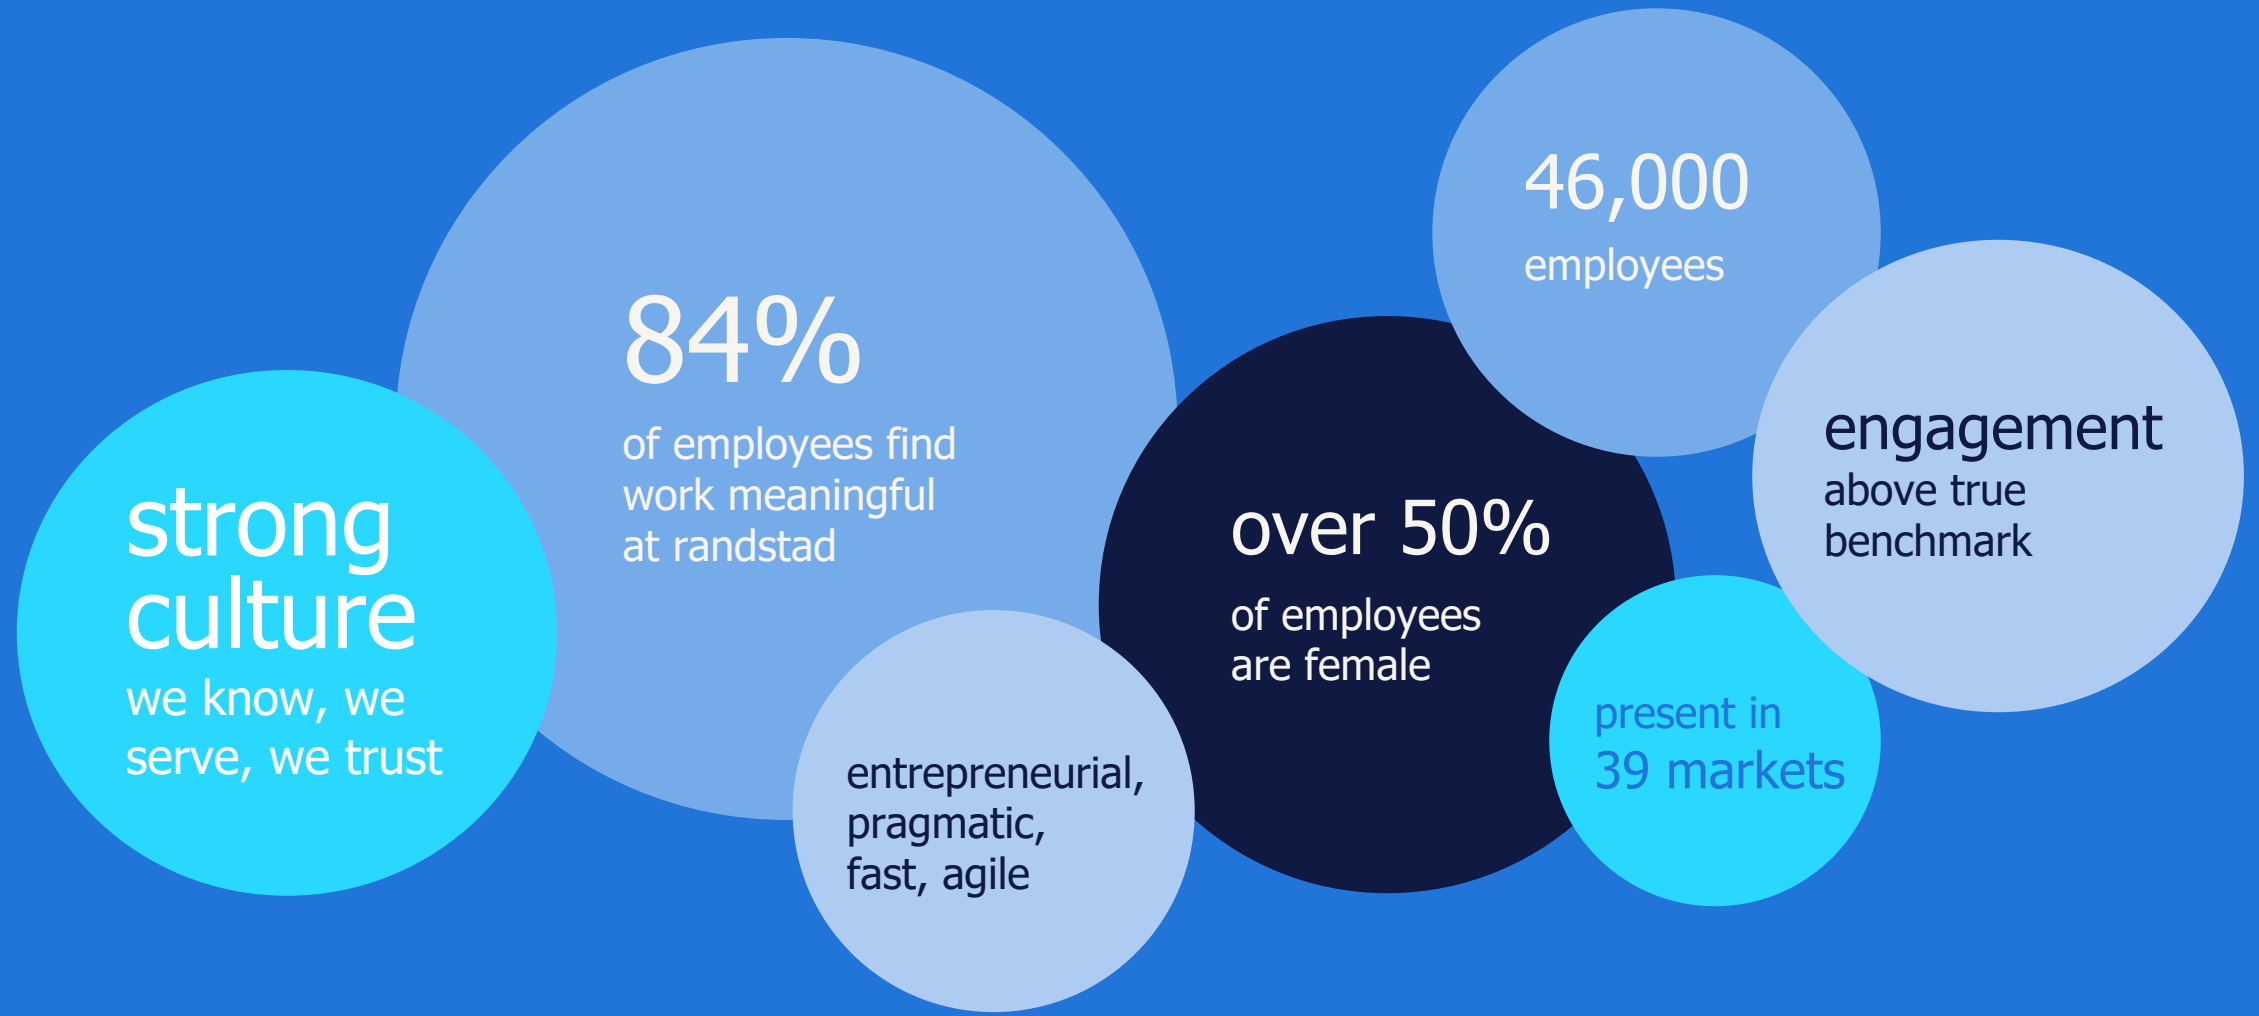 strong
culture
we know, we
serve, we trust
84%
of employees find
work meaningful
at randstad
entrepreneurial,
pragmatic,
fast, agile
over 50%
of employees
are female
46,000
employees
engagement
above true
benchmark
present in
39 markets